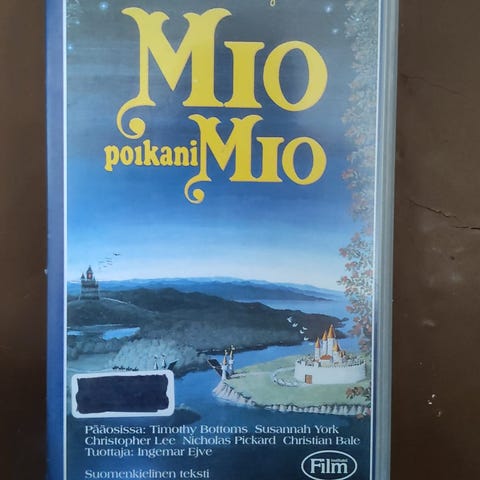 MIO
poikani MIO
Pääosissa: Timothy Bottoms Susannah York
Christopher Lee Nicholas Pickard Christian Bale
Tuottaja: Ingemar Ejve
Suomenkielinen teksti
Film